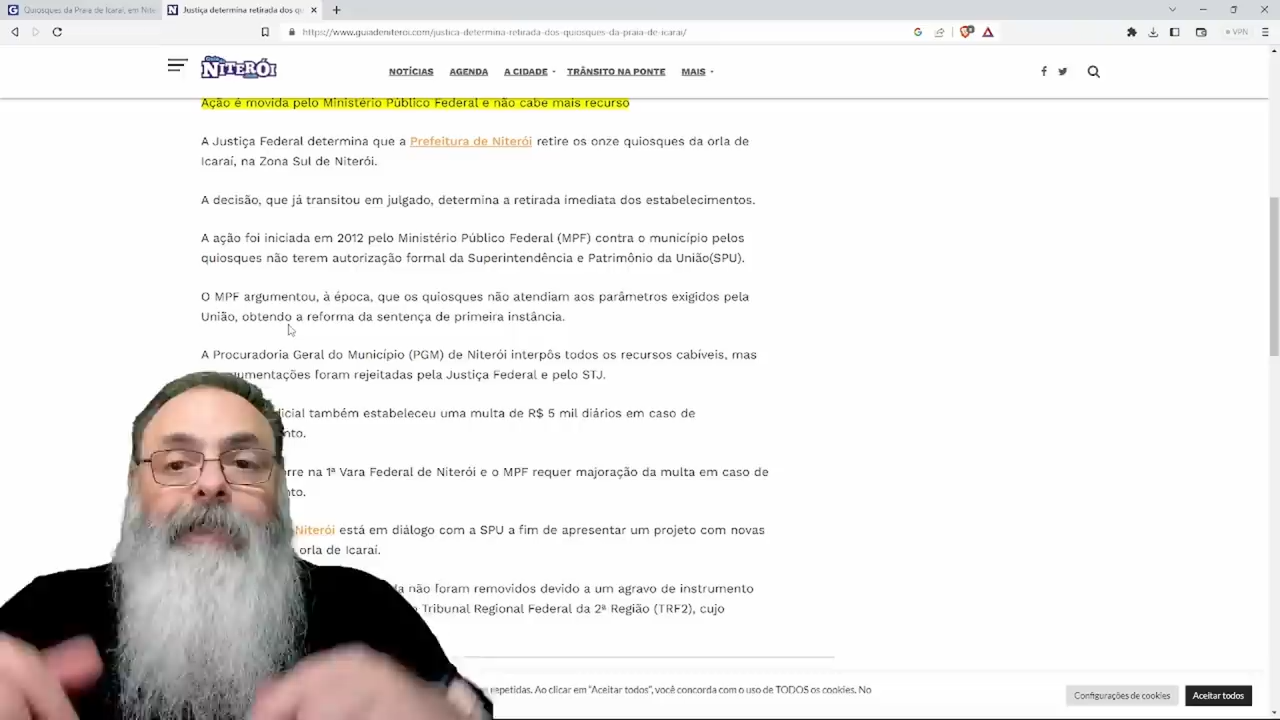 Quiosques da Praia de Icaraí, em Nite
Justiça determina retirada dos qu
https://www.guiadeniteroi.com/justica-determina-retirada-dos-quiosques-da-praia-de-icarai/
VPN
NITERÓI
NOTÍCIAS AGENDA A CIDADE TRÂNSITO NA PONTE MAIS
Ação é movida pelo Ministério Público Federal e não cabe mais recurso
A Justiça Federal determina que a Prefeitura de Niterói retire os onze quiosques da orla de
Icaraí, na Zona Sul de Niterói.
A decisão, que já transitou em julgado, determina a retirada imediata dos estabelecimentos.
A ação foi iniciada em 2012 pelo Ministério Público Federal (MPF) contra o município pelos
quiosques não terem autorização formal da Superintendência e Patrimônio da União(SPU).
O MPF argumentou, à época, que os quiosques não atendiam aos parâmetros exigidos pela
União, obtendo a reforma da sentença de primeira instância.
A Procuradoria Geral do Município (PGM) de Niterói interpôs todos os recursos cabíveis, mas
foram rejeitadas pela Justiça Federal e pelo STJ.
também estabeleceu uma multa de R$ 5 mil diários em caso de
na 1ª Vara Federal de Niterói e o MPF requer majoração da multa em caso de
Niterói está em diálogo com a SPU a fim de apresentar um projeto com novas
orla de Icaraí.
não foram removidos devido a um agravo de instrumento
Tribunal Regional Federal da 2ª Região (TRF2), cujo
repetidas. Ao clicar em "Aceitar todos", você concorda com o uso de TODOS os cookies. No
Configurações de cookies Aceitar todos